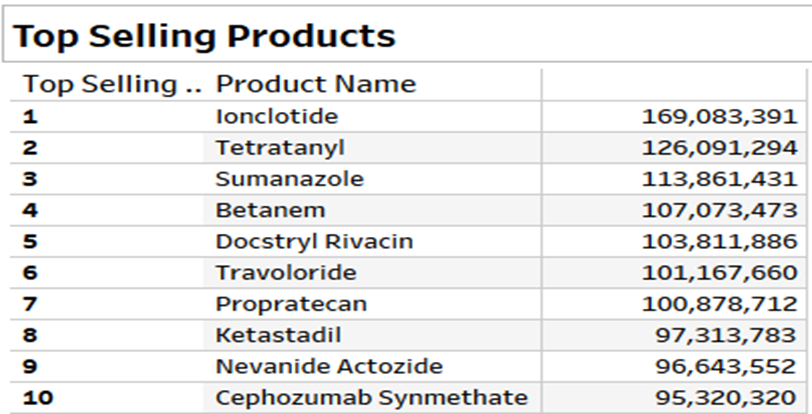 Top Selling Products
Top Selling .. Product Name
1 Ionclotide 169,083,391
2 Tetratanyl 126,091,294
3 Sumanazole 113,861,431
4 Betanem 107,073,473
5 Docstryl Rivacin 103,811,886
6 Travoloride 101,167,660
7 Propratecan 100,878,712
8 Ketastadil 97,313,783
9 Nevanide Actozide 96,643,552
10 Cephozumab Synmethate 95,320,320